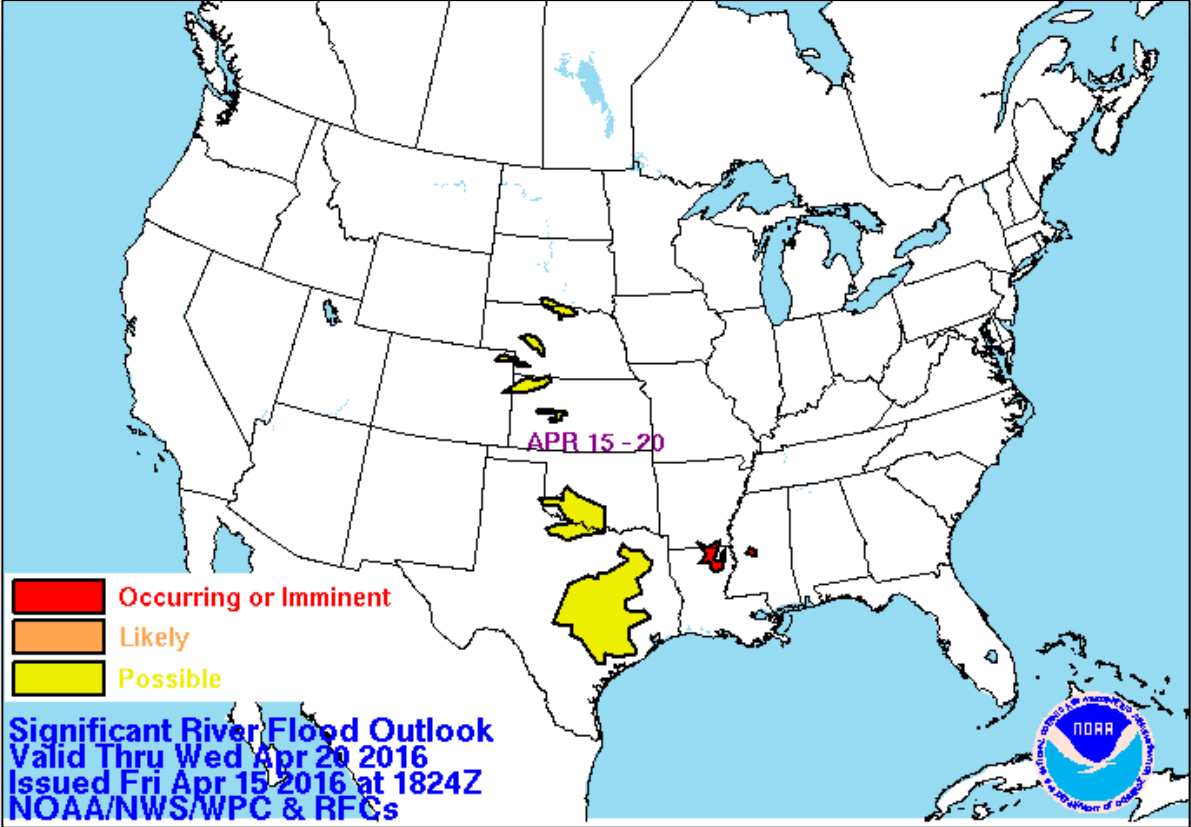 APR 15 - 20
Occurring or Imminent
Likely
Possible
Significant River Flood Outlook
Valid Thru Wed Apr 20 2016
Issued Fri Apr 15 2016 at 1824Z
NOAA/NWS/WPC & RFCs
NOAA